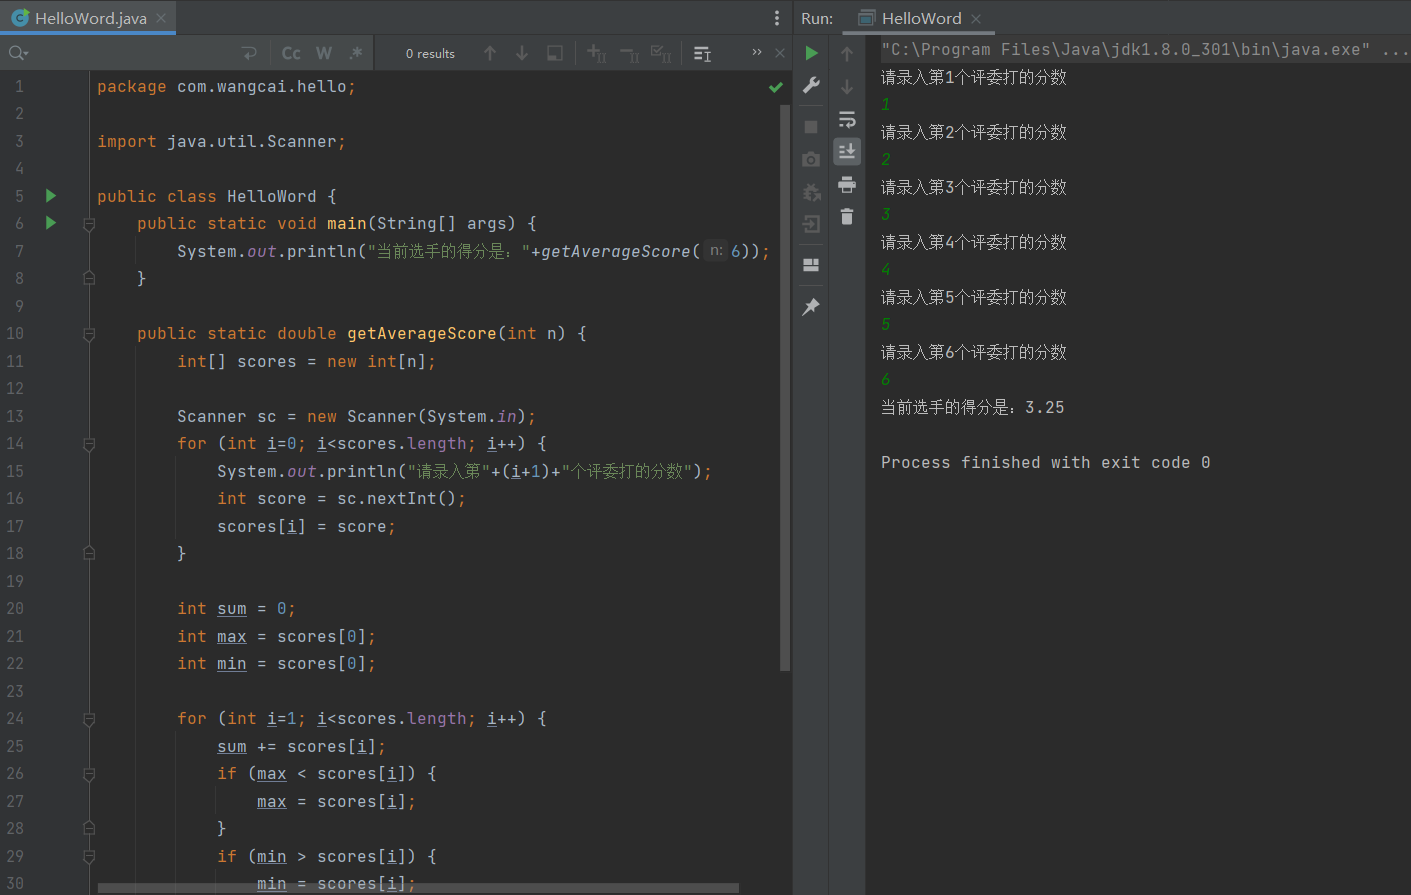 HelloWord.java
Cc W .*
0 results
1 package com.wangcai.hello;
2
3 import java.util.Scanner;
4
5 public class HelloWord {
6 public static void main(String[] args) {
7 System.out.println("当前选手的得分是："+getAverageScore( n: 6));
8 }
9
10 public static double getAverageScore(int n) {
11 int[] scores = new int[n];
12
13 Scanner sc = new Scanner(System.in);
14 for (int i=0; i<scores.length; i++) {
15 System.out.println("请录入第"+(i+1)+"个评委打的分数");
16 int score = sc.nextInt();
17 scores[i] = score;
18 }
19
20 int sum = 0;
21 int max = scores[0];
22 int min = scores[0];
23
24 for (int i=1; i<scores.length; i++) {
25 sum += scores[i];
26 if (max < scores[i]) {
27 max = scores[i];
28 }
29 if (min > scores[i]) {
30 min = scores[i];
Run: HelloWord
"C:\Program Files\Java\jdk1.8.0_301\bin\java.exe" ...
请录入第1个评委打的分数
1
请录入第2个评委打的分数
2
请录入第3个评委打的分数
3
请录入第4个评委打的分数
4
请录入第5个评委打的分数
5
请录入第6个评委打的分数
6
当前选手的得分是：3.25
Process finished with exit code 0